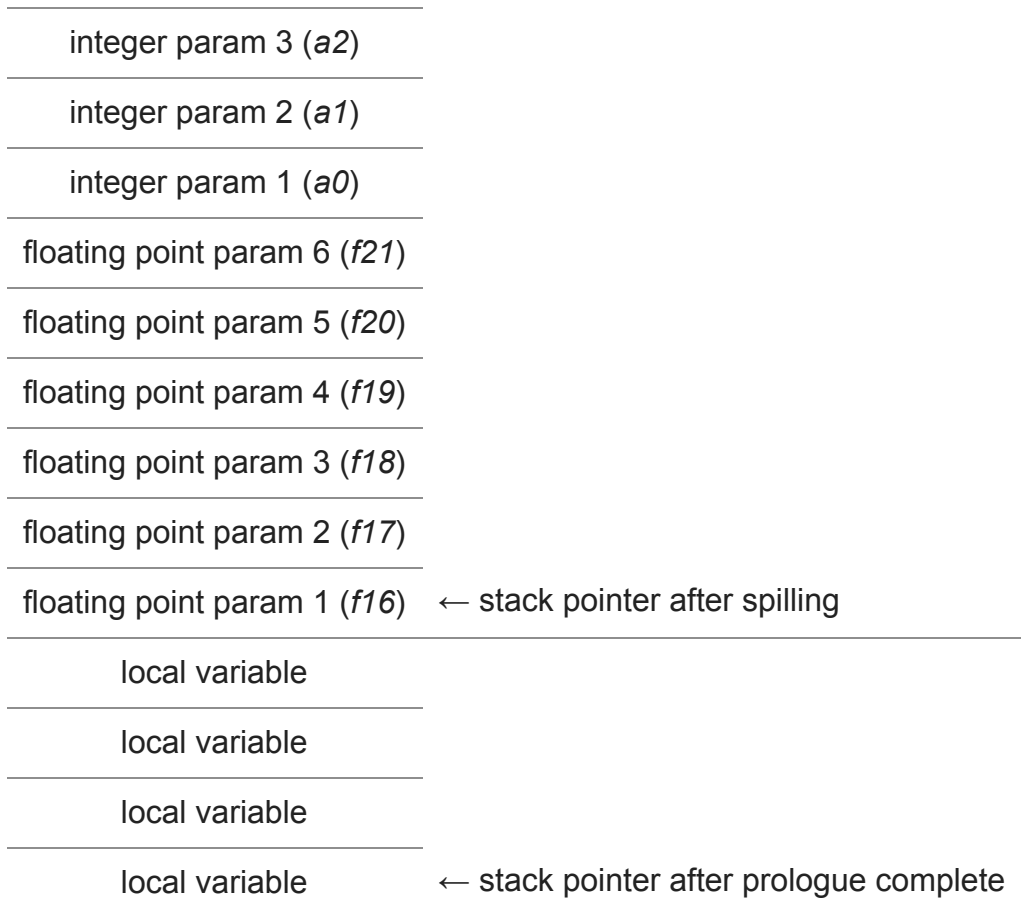 integer param 3 (a2)
integer param 2 (a1)
integer param 1 (a0)
floating point param 6 (f21)
floating point param 5 (f20)
floating point param 4 (f19)
floating point param 3 (f18)
floating point param 2 (f17)
floating point param 1 (f16) ← stack pointer after spilling
local variable
local variable
local variable
local variable ← stack pointer after prologue complete